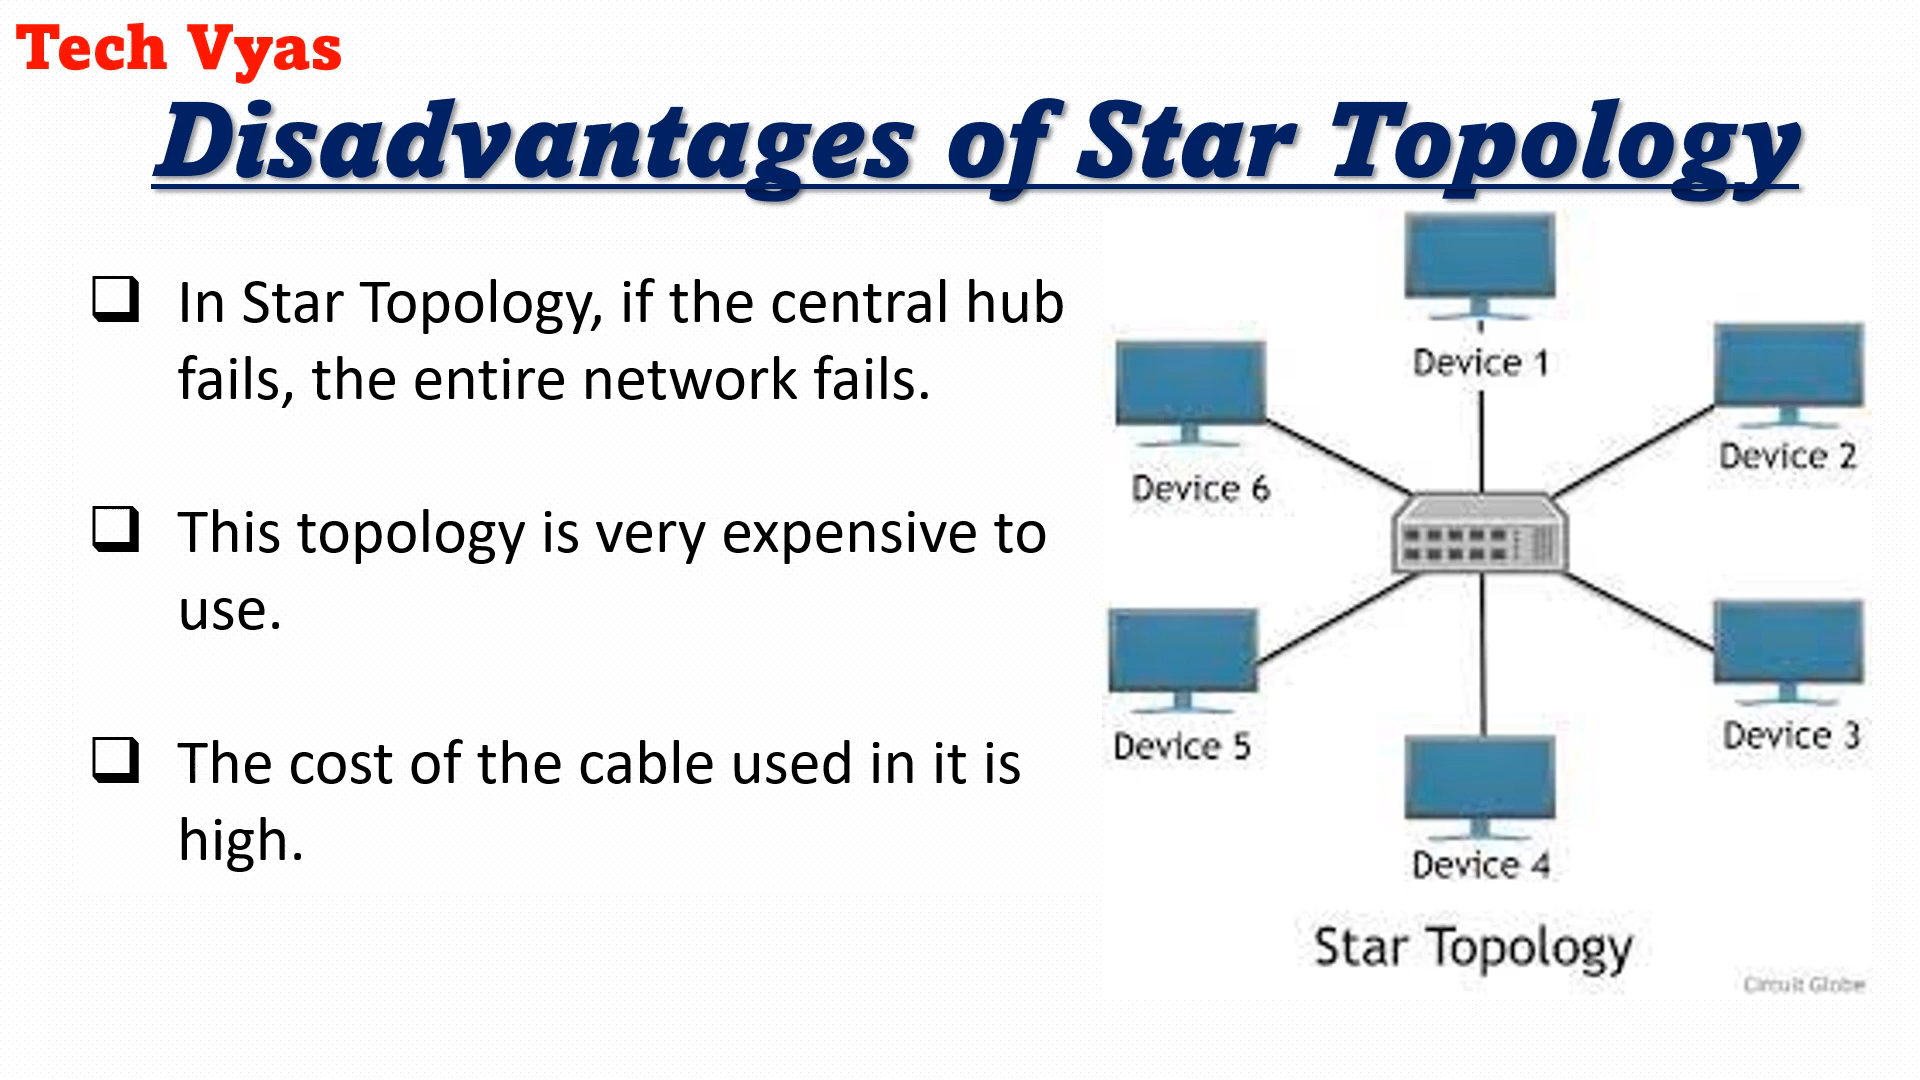 Tech Vyas
Disadvantages of Star Topology
In Star Topology, if the central hub
fails, the entire network fails.
This topology is very expensive to
use.
The cost of the cable used in it is
high.
Device 1
Device 2
Device 6
Device 3
Device 5
Device 4
Star Topology
Circuit Globe